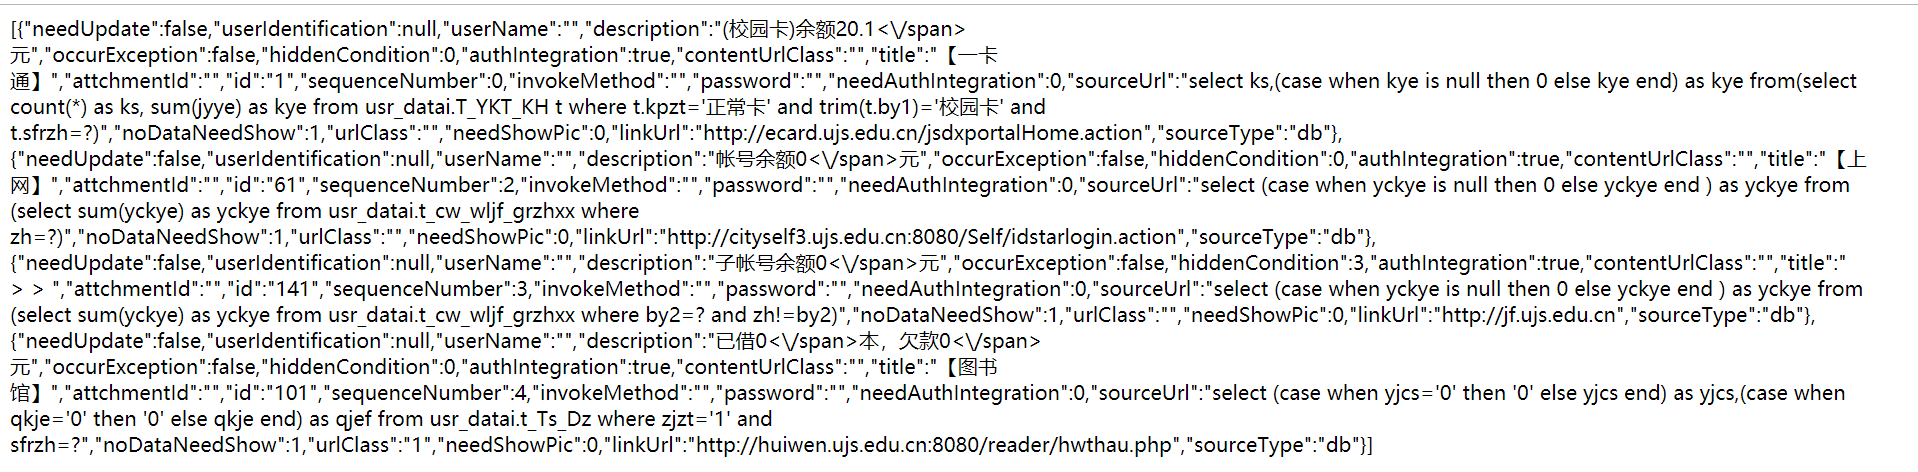 [{"needUpdate":false,"userIdentification":null,"userName":"","description":"(校园卡)余额20.1<\/span>
元","occurException":false,"hiddenCondition":0,"authIntegration":true,"contentUrlClass":"","title":"【一卡
通】","attchmentId":"","id":"1","sequenceNumber":0,"invokeMethod":"","password":"","needAuthIntegration":0,"sourceUrl":"select ks,(case when kye is null then 0 else kye end) as kye from(select
count(*) as ks, sum(jyye) as kye from usr_datai.T_YKT_KH t where t.kpzt='正常卡' and trim(t.by1)='校园卡' and
t.sfrzh=?)","noDataNeedShow":1,"urlClass":"","needShowPic":0,"linkUrl":"http://ecard.ujs.edu.cn/jsdxportalHome.action","sourceType":"db"},
{"needUpdate":false,"userIdentification":null,"userName":"","description":"帐号余额0<\/span>元","occurException":false,"hiddenCondition":0,"authIntegration":true,"contentUrlClass":"","title":"【上
网】","attchmentId":"","id":"61","sequenceNumber":2,"invokeMethod":"","password":"","needAuthIntegration":0,"sourceUrl":"select (case when yckye is null then 0 else yckye end ) as yckye from
(select sum(yckye) as yckye from usr_datai.t_cw_wljf_grzhxx where
zh=?)","noDataNeedShow":1,"urlClass":"","needShowPic":0,"linkUrl":"http://cityself3.ujs.edu.cn:8080/Self/idstarlogin.action","sourceType":"db"},
{"needUpdate":false,"userIdentification":null,"userName":"","description":"子帐号余额0<\/span>元","occurException":false,"hiddenCondition":3,"authIntegration":true,"contentUrlClass":"","title":"
＞＞","attchmentId":"","id":"141","sequenceNumber":3,"invokeMethod":"","password":"","needAuthIntegration":0,"sourceUrl":"select (case when yckye is null then 0 else yckye end ) as yckye from
(select sum(yckye) as yckye from usr_datai.t_cw_wljf_grzhxx where by2=? and zh!=by2)","noDataNeedShow":1,"urlClass":"","needShowPic":0,"linkUrl":"http://jf.ujs.edu.cn","sourceType":"db"},
{"needUpdate":false,"userIdentification":null,"userName":"","description":"已借0<\/span>本，欠款0<\/span>
元","occurException":false,"hiddenCondition":0,"authIntegration":true,"contentUrlClass":"","title":"【图书
馆】","attchmentId":"","id":"101","sequenceNumber":4,"invokeMethod":"","password":"","needAuthIntegration":0,"sourceUrl":"select (case when yjcs='0' then '0' else yjcs end) as yjcs,(case when
qkje='0' then '0' else qkje end) as qjef from usr_datai.t_Ts_Dz where zjzt='1' and
sfrzh=?","noDataNeedShow":1,"urlClass":"1","needShowPic":0,"linkUrl":"http://huiwen.ujs.edu.cn:8080/reader/hwthau.php","sourceType":"db"}]